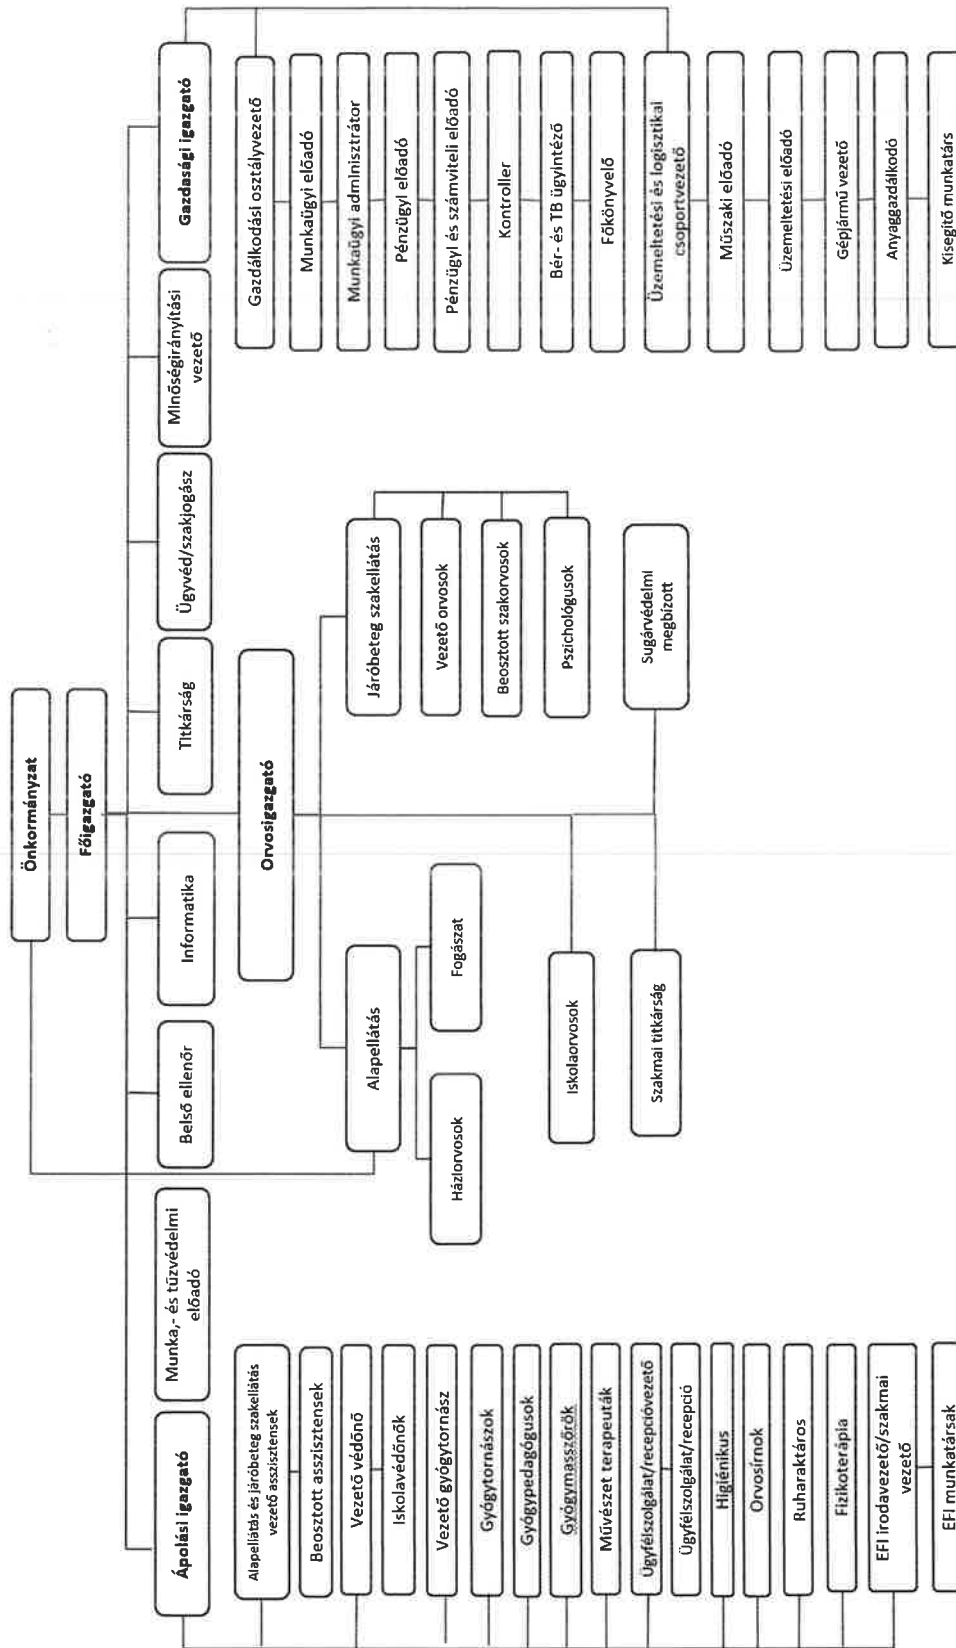 Önkormányzat
Főigazgató
Ápolási igazgató
Munka,- és tűzvédelmi
előadó
Belső ellenőr
Informatika
Titkárság
Ügyvéd/szakjogász
Minőségirányítási
vezető
Gazdasági igazgató
Orvosigazgató
Alapellátás és járóbeteg szakellátás
vezető asszisztensek
Beosztott asszisztensek
Vezető védőnő
Iskolavédőnők
Vezető gyógytornász
Gyógytornászok
Gyógypedagógusok
Gyógymasszőrök
Művészet terapeuták
Ügyfélszolgálat/recepcióvezető
Ügyfélszolgálat/recepció
Higiénikus
Orvosírnok
Ruharaktáros
Fizikoterápia
EFI irodavezető/szakmai
vezető
EFI munkatársak
Alapellátás
Háziorvosok
Fogászat
Iskolaorvosok
Szakmai titkárság
Járóbeteg szakellátás
Vezető orvosok
Beosztott szakorvosok
Pszichológusok
Sugárvédelmi
megbízott
Gazdálkodási osztályvezető
Munkaügyi előadó
Munkaügyi adminisztrátor
Pénzügyi előadó
Pénzügyi és számviteli előadó
Kontroller
Bér- és TB ügyintéző
Főkönyvelő
Üzemeltetési és logisztikai
csoportvezető
Műszaki előadó
Üzemeltetési előadó
Gépjármű vezető
Anyaggazdálkodó
Kisegítő munkatárs